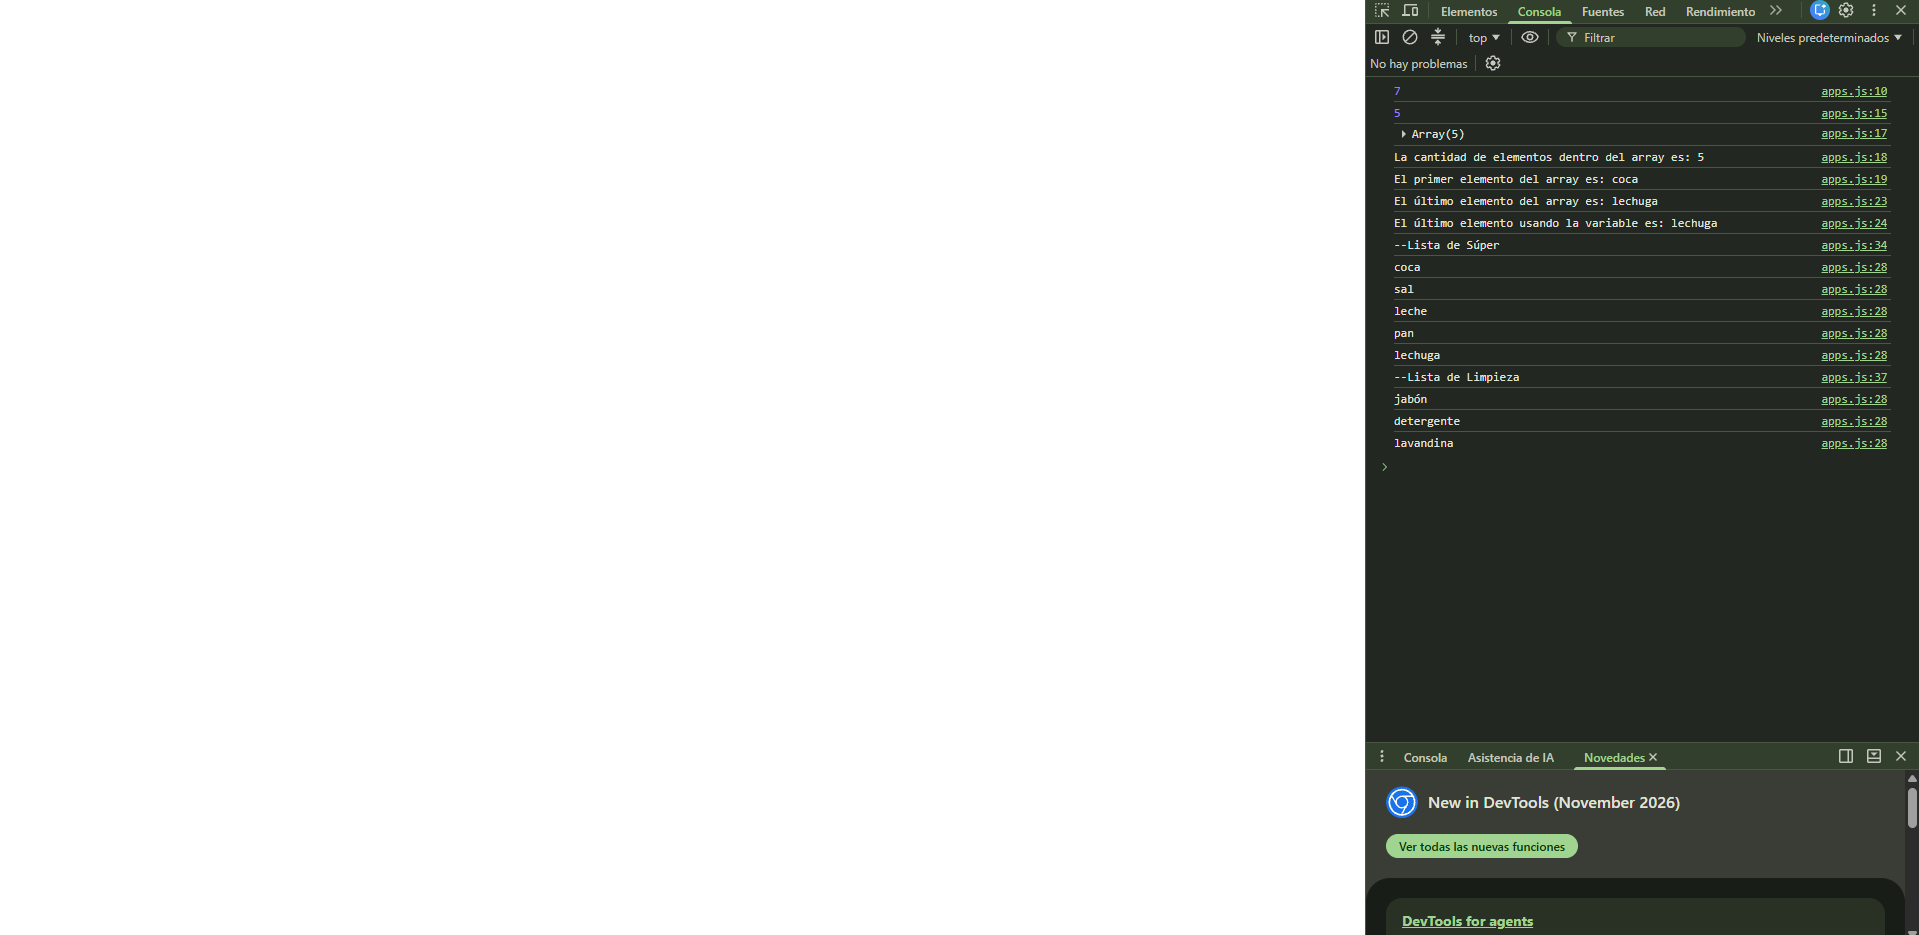 Elementos Consola Fuentes Red Rendimiento
top Filtrar Niveles predeterminados
No hay problemas
7 apps.js:10
5 apps.js:15
Array(5) apps.js:17
La cantidad de elementos dentro del array es: 5 apps.js:18
El primer elemento del array es: coca apps.js:19
El último elemento del array es: lechuga apps.js:23
El último elemento usando la variable es: lechuga apps.js:24
--Lista de Súper apps.js:34
coca apps.js:28
sal apps.js:28
leche apps.js:28
pan apps.js:28
lechuga apps.js:28
--Lista de Limpieza apps.js:37
jabón apps.js:28
detergente apps.js:28
lavandina apps.js:28
Consola Asistencia de IA Novedades
New in DevTools (November 2026)
Ver todas las nuevas funciones
DevTools for agents